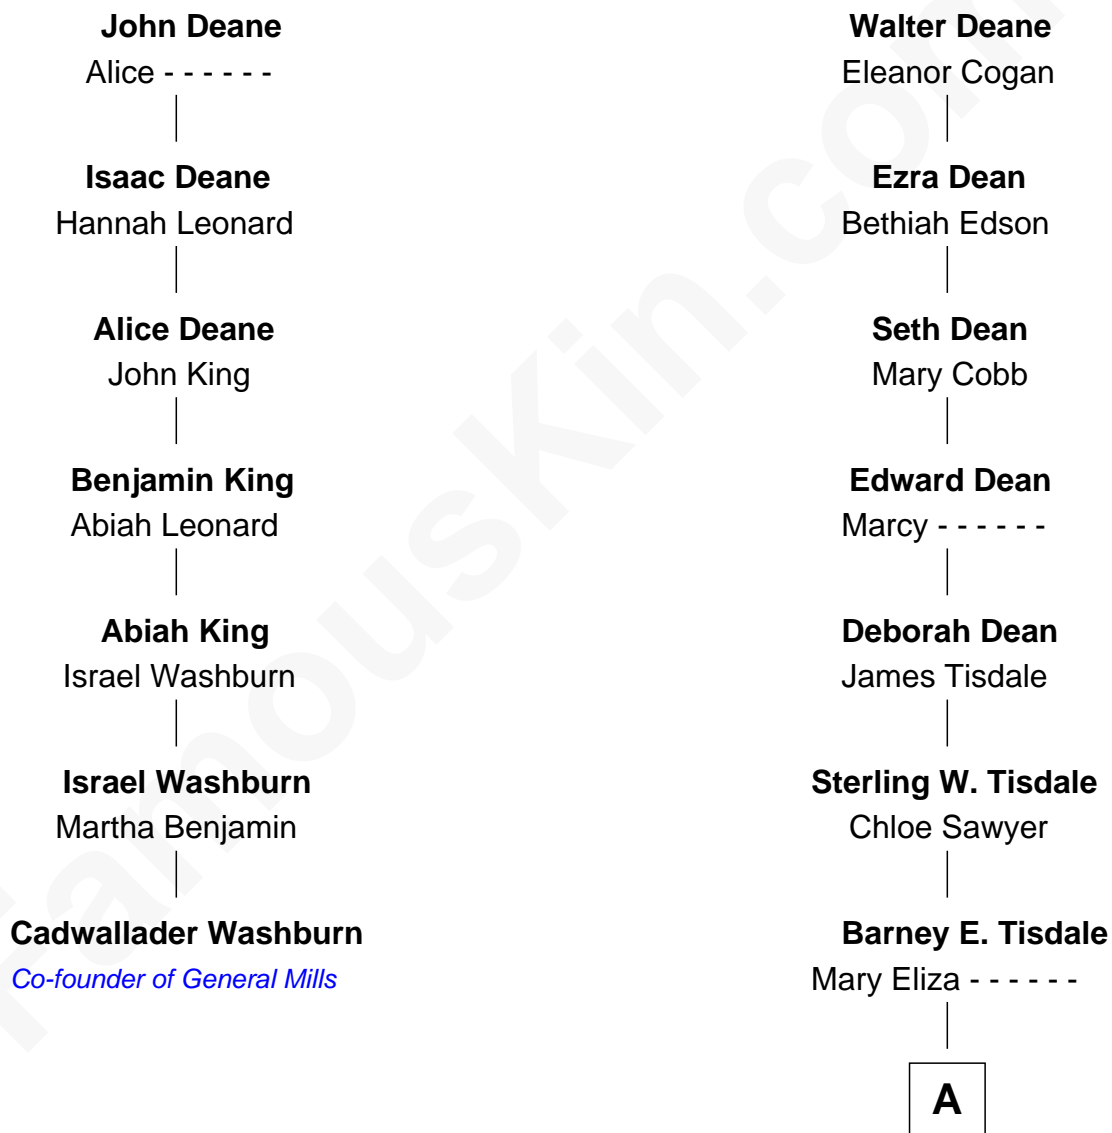 John Deane
Alice - - - - - -
Isaac Deane
Hannah Leonard
Alice Deane
John King
Benjamin King
Abiah Leonard
Abiah King
Israel Washburn
Israel Washburn
Martha Benjamin
Cadwallader Washburn
Co-founder of General Mills
Walter Deane
Eleanor Cogan
Ezra Dean
Bethiah Edson
Seth Dean
Mary Cobb
Edward Dean
Marcy - - - - - -
Deborah Dean
James Tisdale
Sterling W. Tisdale
Chloe Sawyer
Barney E. Tisdale
Mary Eliza - - - - - -
A
FamousKin.com